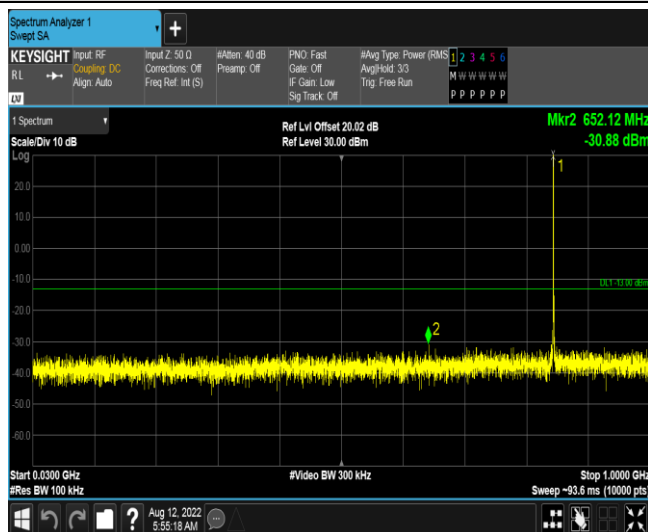 Spectrum Analyzer 1
Swept SA
+
KEYSIGHT
RL
LXI
Input: RF
Coupling: DC
Align: Auto
Input Z: 50 Ω
Corrections: Off
Freq Ref: Int (S)
#Atten: 40 dB
Preamp: Off
PNO: Fast
Gate: Off
IF Gain: Low
Sig Track: Off
#Avg Type: Power (RMS)
Avg|Hold: 3/3
Trig: Free Run
1 2 3 4 5 6
M W W W W W
P P P P P P
1 Spectrum
Scale/Div 10 dB
Ref Lvl Offset 20.02 dB
Ref Level 30.00 dBm
Mkr2 652.12 MHz
-30.88 dBm
Log
1
20.0
10.0
0.00
-10.0
DL1 -13.00 dBm
2
-30.0
-40.0
-50.0
-60.0
Start 0.0300 GHz
#Res BW 100 kHz
#Video BW 300 kHz
Stop 1.0000 GHz
Sweep ~93.6 ms (10000 pts)
?
Aug 12, 2022
5:55:18 AM